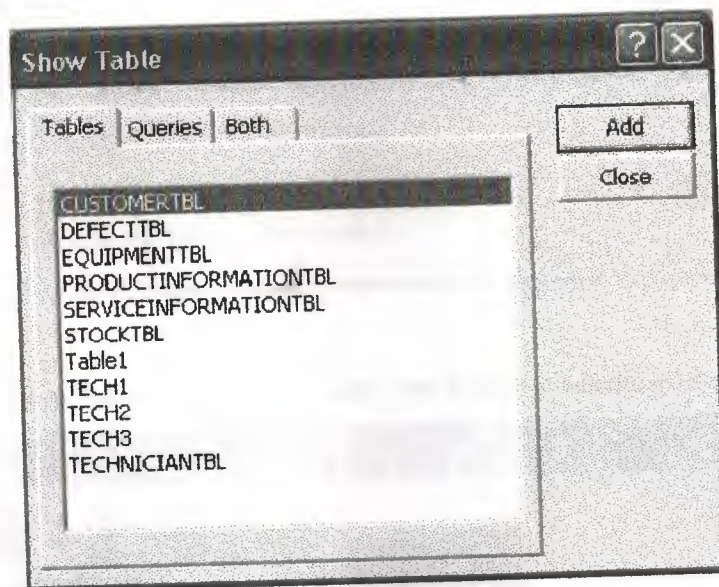 Show Table
Tables Queries Both
Add
Close
CUSTOMERTBL
DEFECTTBL
EQUIPMENTTBL
PRODUCTINFORMATIONTBL
SERVICEINFORMATIONTBL
STOCKTBL
Table1
TECH1
TECH2
TECH3
TECHNICIANTBL